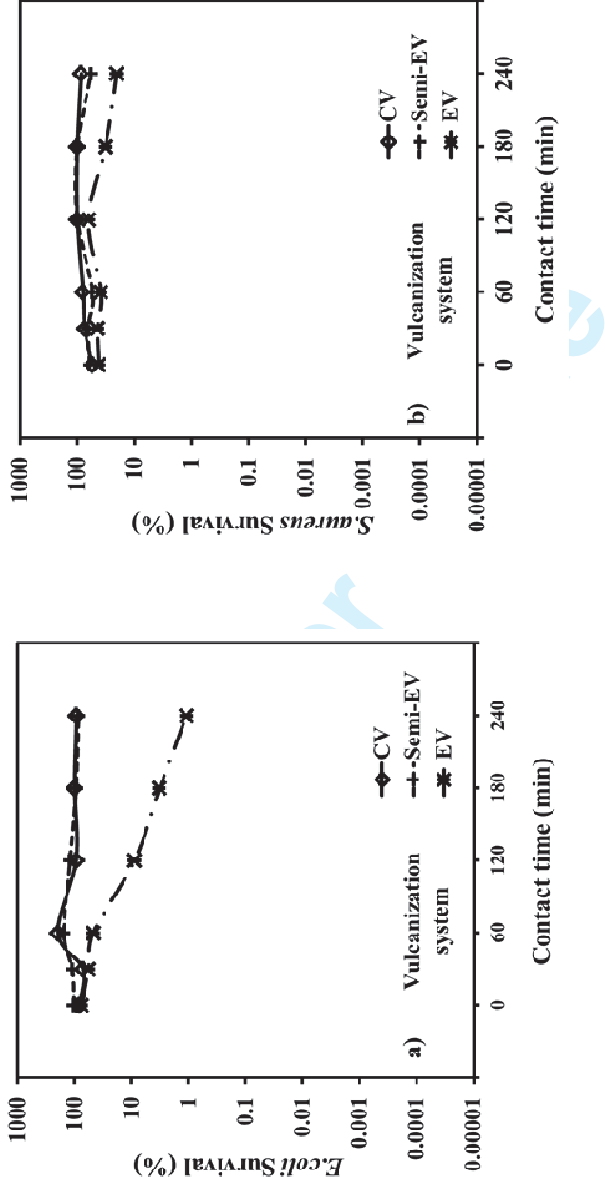 E.coli Survival (%)
1000
100
10
1
0.1
0.01
0.001
0.0001
0.00001
a)
Vulcanization
system
CV
Semi-EV
EV
0
60
120
180
240
Contact time (min)
S.aureus Survival (%)
1000
100
10
1
0.1
0.01
0.001
0.0001
0.00001
b)
Vulcanization
system
CV
Semi-EV
EV
0
60
120
180
240
Contact time (min)